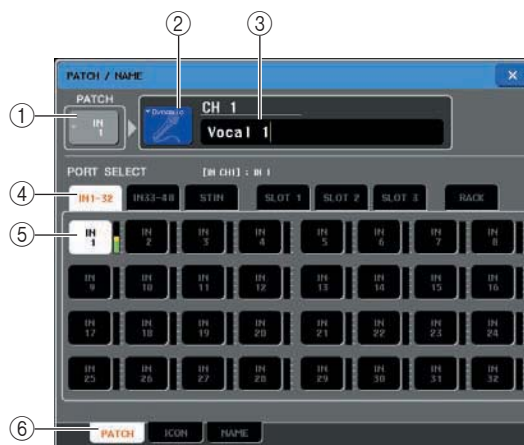 ② ③
PATCH / NAME ×
PATCH
① IN 1
Dynamic
CH 1
Vocal 1
PORT SELECT [IN CH1] : IN 1
④ IN1-32 IN33-48 STIN SLOT 1 SLOT 2 SLOT 3 RACK
⑤ IN 1 IN 2 IN 3 IN 4 IN 5 IN 6 IN 7 IN 8
IN 9 IN 10 IN 11 IN 12 IN 13 IN 14 IN 15 IN 16
IN 17 IN 18 IN 19 IN 20 IN 21 IN 22 IN 23 IN 24
IN 25 IN 26 IN 27 IN 28 IN 29 IN 30 IN 31 IN 32
⑥ PATCH ICON NAME